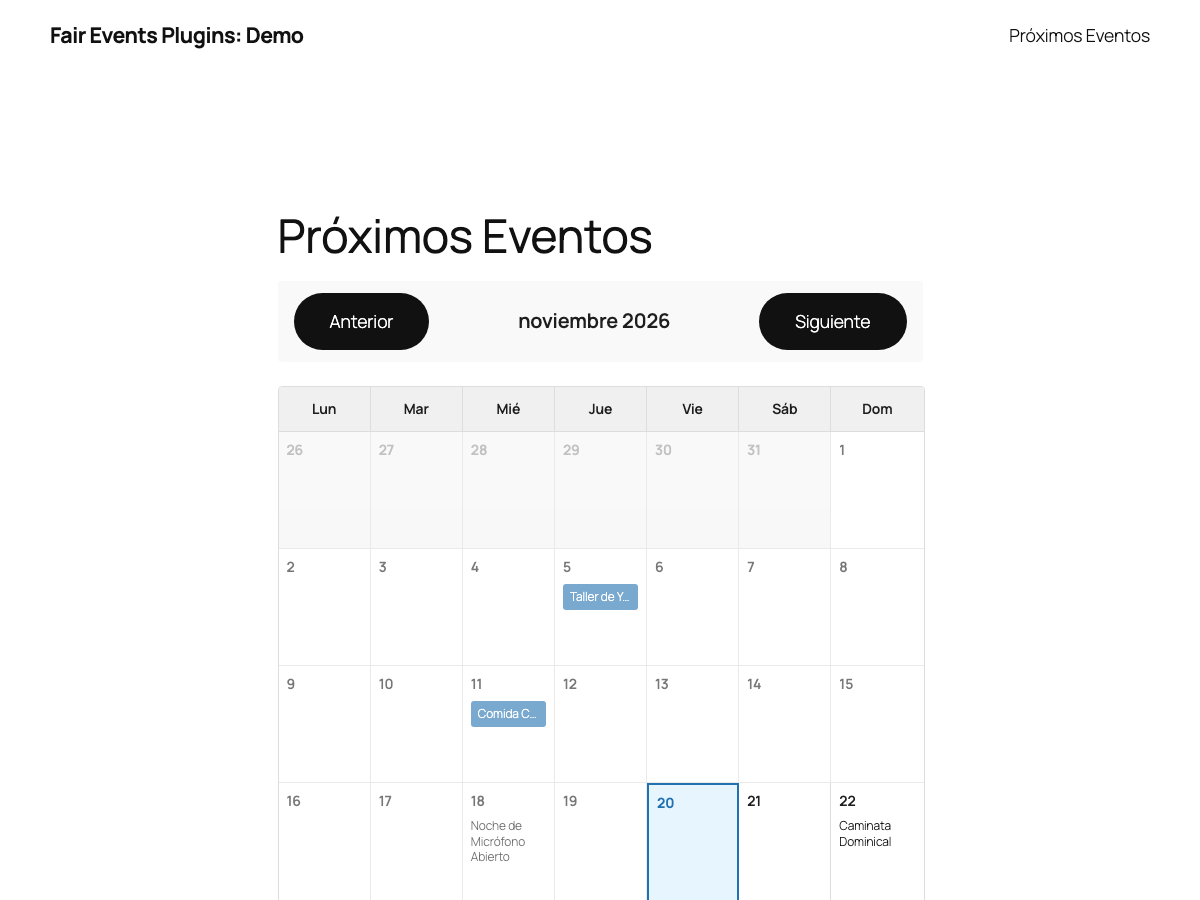 Fair Events Plugins: Demo
Próximos Eventos
Próximos Eventos
Anterior
noviembre 2026
Siguiente
Lun Mar Mié Jue Vie Sáb Dom
26 27 28 29 30 31 1
2 3 4 5 6 7 8
Taller de Y...
9 10 11 12 13 14 15
Comida C...
16 17 18 19 20 21 22
Noche de
Micrófono
Abierto
Caminata
Dominical